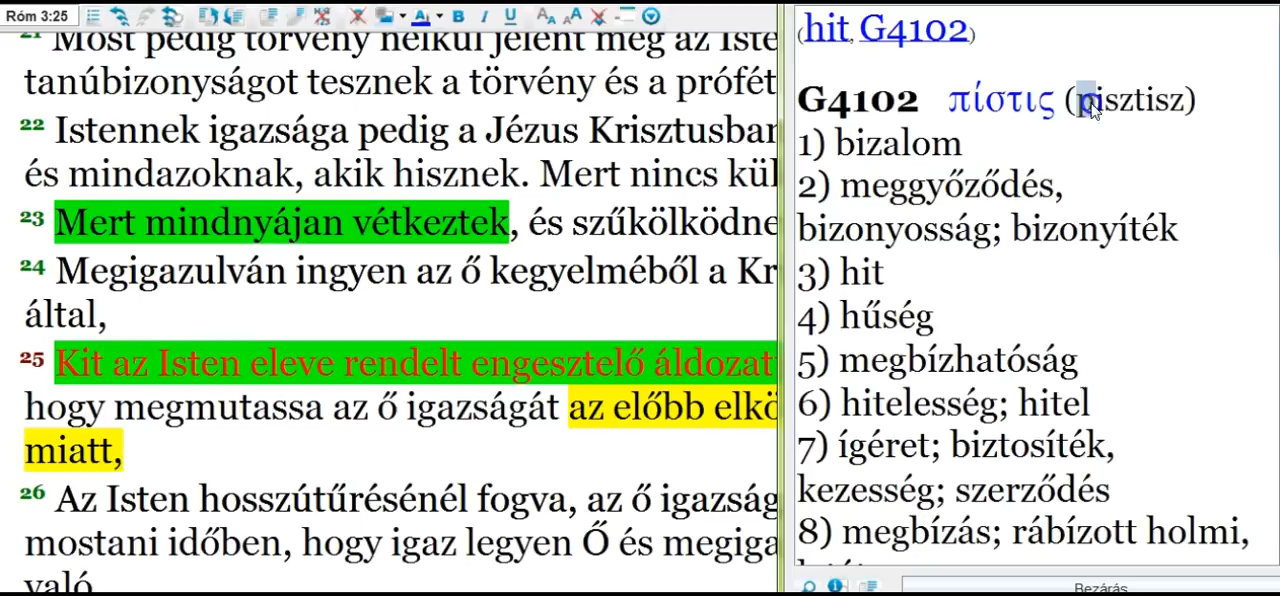 Róm 3:25
21 Most pedig törvény nélkül jelent meg az Iste
tanúbizonyságot tesznek a törvény és a prófét
22 Istennek igazsága pedig a Jézus Krisztusban
és mindazoknak, akik hisznek. Mert nincs kül
23 Mert mindnyájan vétkeztek, és szűkölködne
24 Megigazulván ingyen az ő kegyelméből a Kr
által,
25 Kit az Isten eleve rendelt engesztelő áldozatt
hogy megmutassa az ő igazságát az előbb elkö
miatt,
26 Az Isten hosszútűrésénél fogva, az ő igazság
mostani időben, hogy igaz legyen Ő és megiga
való
(hit, G4102)
G4102 πίστις (pisztisz)
1) bizalom
2) meggyőződés,
bizonyosság; bizonyíték
3) hit
4) hűség
5) megbízhatóság
6) hitelesség; hitel
7) ígéret; biztosíték,
kezesség; szerződés
8) megbízás; rábízott holmi,
Bezárás